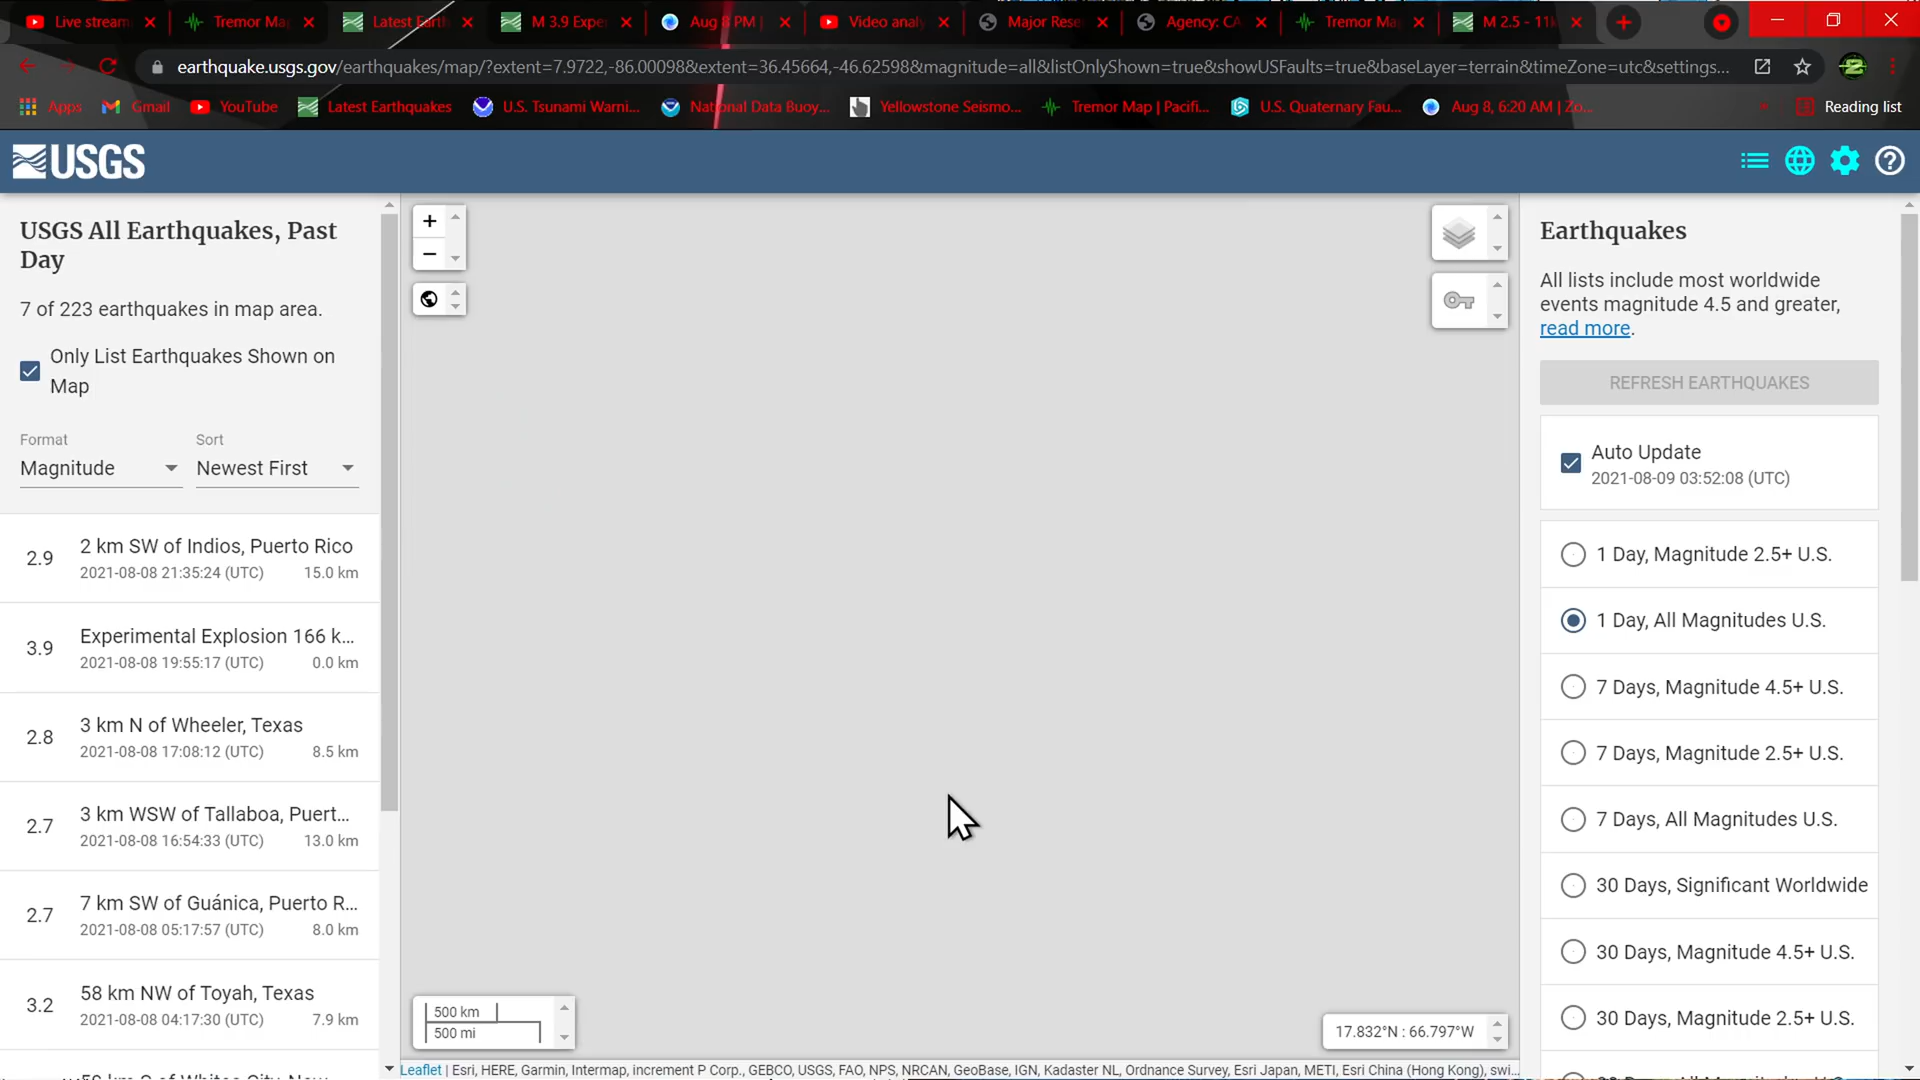 Live stream
Tremor Ma
Latest Earth
M 3.9 Expe
Aug 8 PM |
Video analy
Major Rese
Agency: CA
Tremor Ma
M 2.5 - 11k
earthquake.usgs.gov/earthquakes/map/?extent=7.9722,-86.00098&extent=36.45664,-46.62598&magnitude=all&listOnlyShown=true&showUSFaults=true&baseLayer=terrain&timeZone=utc&settings...
Apps
Gmail
YouTube
Latest Earthquakes
U.S. Tsunami Warni...
National Data Buoy...
Yellowstone Seismo...
Tremor Map | Pacifi...
U.S. Quaternary Fau...
Aug 8, 6:20 AM | Zo...
Reading list
USGS
USGS All Earthquakes, Past
Day
7 of 223 earthquakes in map area.
Only List Earthquakes Shown on
Map
Format
Sort
Magnitude
Newest First
2.9
2 km SW of Indios, Puerto Rico
2021-08-08 21:35:24 (UTC)
15.0 km
3.9
Experimental Explosion 166 k...
2021-08-08 19:55:17 (UTC)
0.0 km
2.8
3 km N of Wheeler, Texas
2021-08-08 17:08:12 (UTC)
8.5 km
2.7
3 km WSW of Tallaboa, Puert...
2021-08-08 16:54:33 (UTC)
13.0 km
2.7
7 km SW of Guánica, Puerto R...
2021-08-08 05:17:57 (UTC)
8.0 km
3.2
58 km NW of Toyah, Texas
2021-08-08 04:17:30 (UTC)
7.9 km
+
−
500 km
500 mi
17.832°N : 66.797°W
Leaflet | Esri, HERE, Garmin, Intermap, increment P Corp., GEBCO, USGS, FAO, NPS, NRCAN, GeoBase, IGN, Kadaster NL, Ordnance Survey, Esri Japan, METI, Esri China (Hong Kong), swi...
Earthquakes
All lists include most worldwide
events magnitude 4.5 and greater,
read more.
REFRESH EARTHQUAKES
Auto Update
2021-08-09 03:52:08 (UTC)
1 Day, Magnitude 2.5+ U.S.
1 Day, All Magnitudes U.S.
7 Days, Magnitude 4.5+ U.S.
7 Days, Magnitude 2.5+ U.S.
7 Days, All Magnitudes U.S.
30 Days, Significant Worldwide
30 Days, Magnitude 4.5+ U.S.
30 Days, Magnitude 2.5+ U.S.